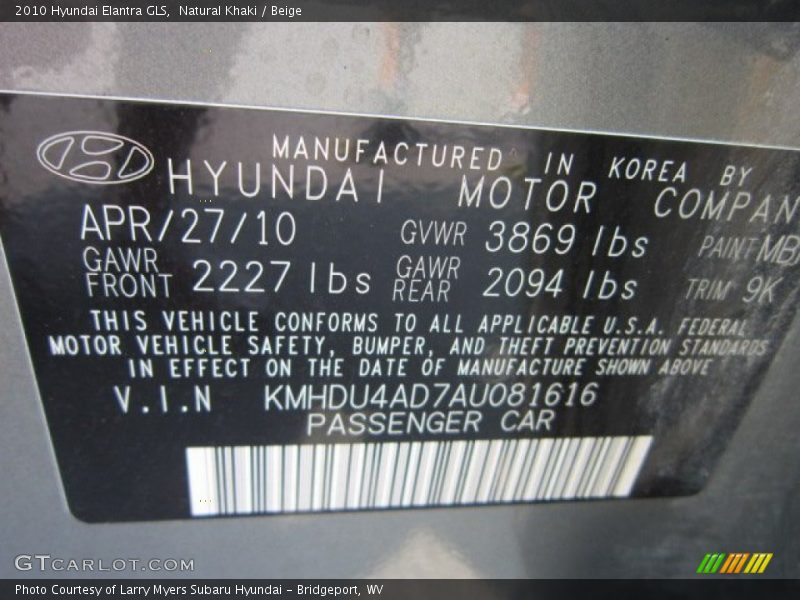 2010 Hyundai Elantra GLS, Natural Khaki / Beige
MANUFACTURED IN KOREA BY
HYUNDAI MOTOR COMPAN
APR/27/10 GVWR 3869 lbs PAINT MB
GAWR FRONT 2227 lbs GAWR REAR 2094 lbs TRIM 9K
THIS VEHICLE CONFORMS TO ALL APPLICABLE U.S.A. FEDERAL
MOTOR VEHICLE SAFETY, BUMPER, AND THEFT PREVENTION STANDARDS
IN EFFECT ON THE DATE OF MANUFACTURE SHOWN ABOVE
V.I.N KMHDU4AD7AU081616
PASSENGER CAR
GTCARLOT.COM
Photo Courtesy of Larry Myers Subaru Hyundai - Bridgeport, WV